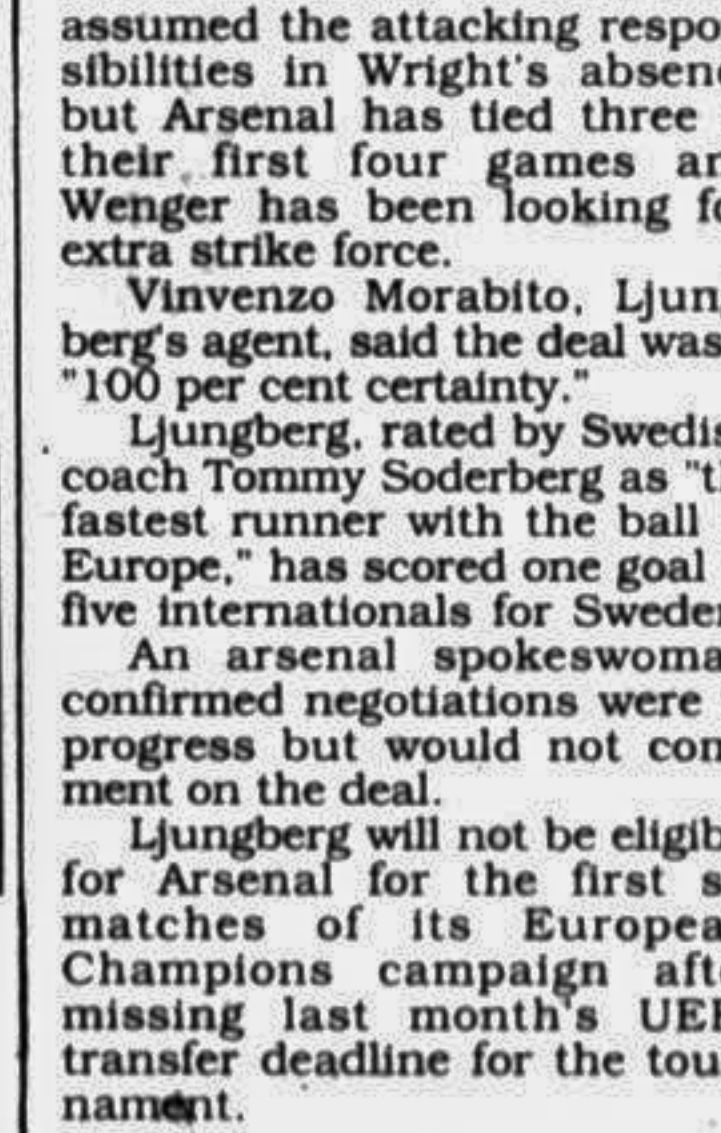 assumed the attacking respo
sibilities in Wright's absenc
but Arsenal has tied three
their first four games an
Wenger has been looking fo
extra strike force.
Vinvenzo Morabito, Ljun
berg's agent, said the deal was
"100 per cent certainty."
Ljungberg, rated by Swedis
coach Tommy Soderberg as "th
fastest runner with the ball
Europe," has scored one goal
five internationals for Sweden
An arsenal spokeswoma
confirmed negotiations were
progress but would not com
ment on the deal.
Ljungberg will not be eligib
for Arsenal for the first s
matches of its Europea
Champions campaign afte
missing last month's UEF
transfer deadline for the tou
nament.